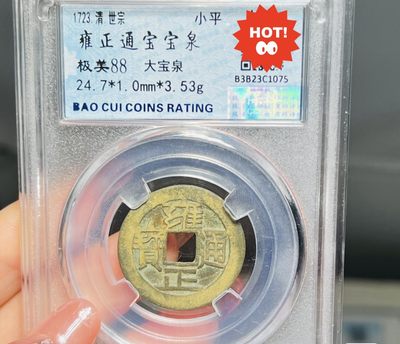 1723.清 世宗 小平
雍正通宝宝泉
极美88 大宝泉
24.7*1.0mm*3.53g
B3B23C1075
BAO CUI COINS RATING
HOT!
雍
寳 通
正